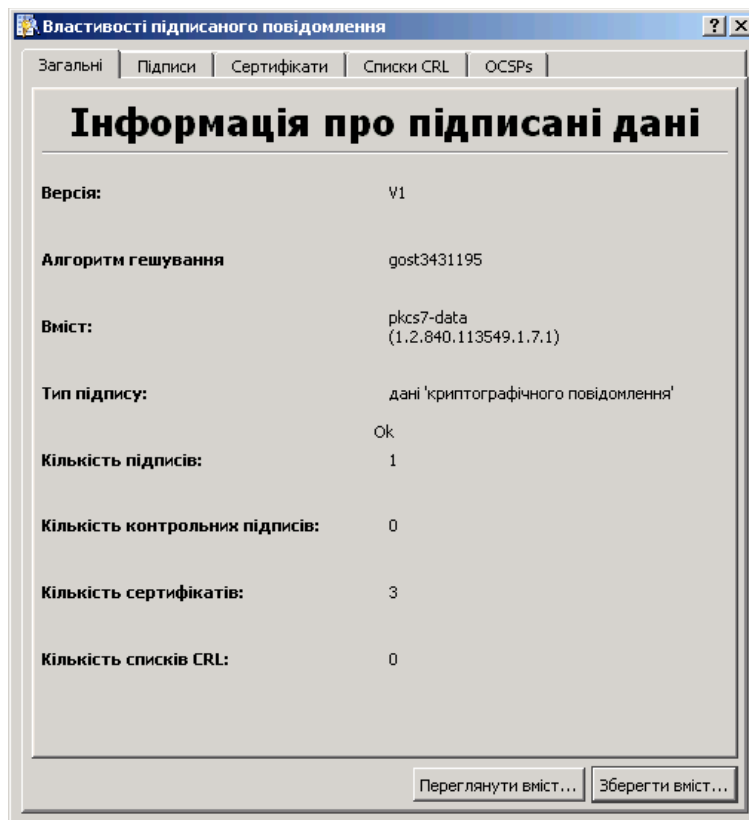 Властивості підписаного повідомлення
Загальні Підписи Сертифікати Списки CRL OCSPs
Інформація про підписані дані
Версія: V1
Алгоритм гешування gost3431195
Вміст: pkcs7-data
(1.2.840.113549.1.7.1)
Тип підпису: дані 'криптографічного повідомлення'
Ok
Кількість підписів: 1
Кількість контрольних підписів: 0
Кількість сертифікатів: 3
Кількість списків CRL: 0
Переглянути вміст... Зберегти вміст...